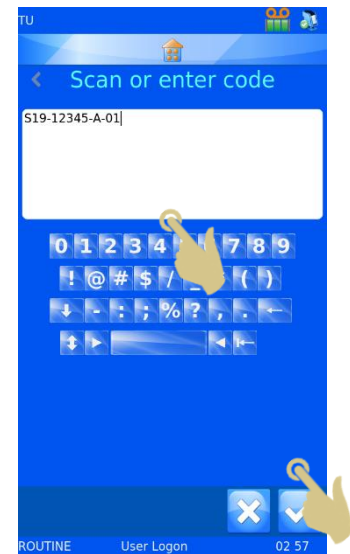 TU
Scan or enter code
S19-12345-A-01
0 1 2 3 4 7 8 9
! @ # $ / _ ( )
- : ; % ? , .
ROUTINE User Logon 02 57